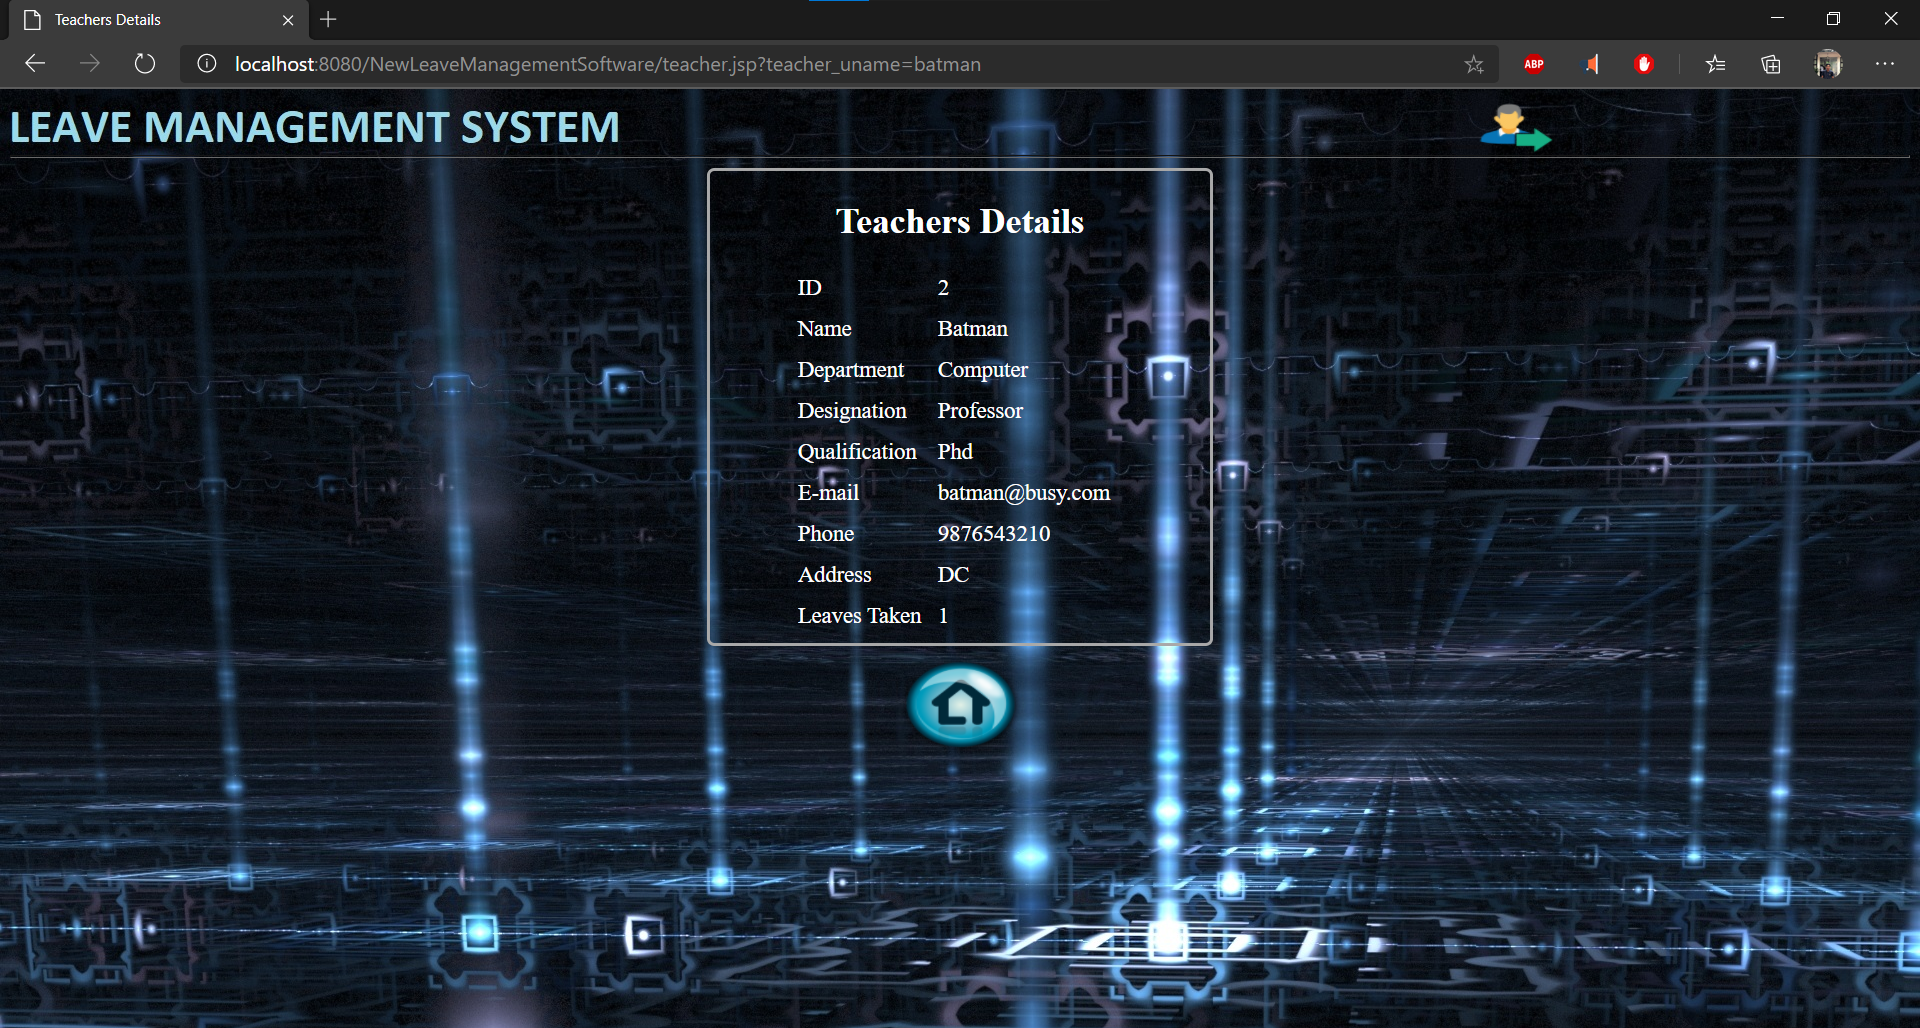 Teachers Details
localhost:8080/NewLeaveManagementSoftware/teacher.jsp?teacher_uname=batman
ABP
LEAVE MANAGEMENT SYSTEM
Teachers Details
ID 2
Name Batman
Department Computer
Designation Professor
Qualification Phd
E-mail batman@busy.com
Phone 9876543210
Address DC
Leaves Taken 1